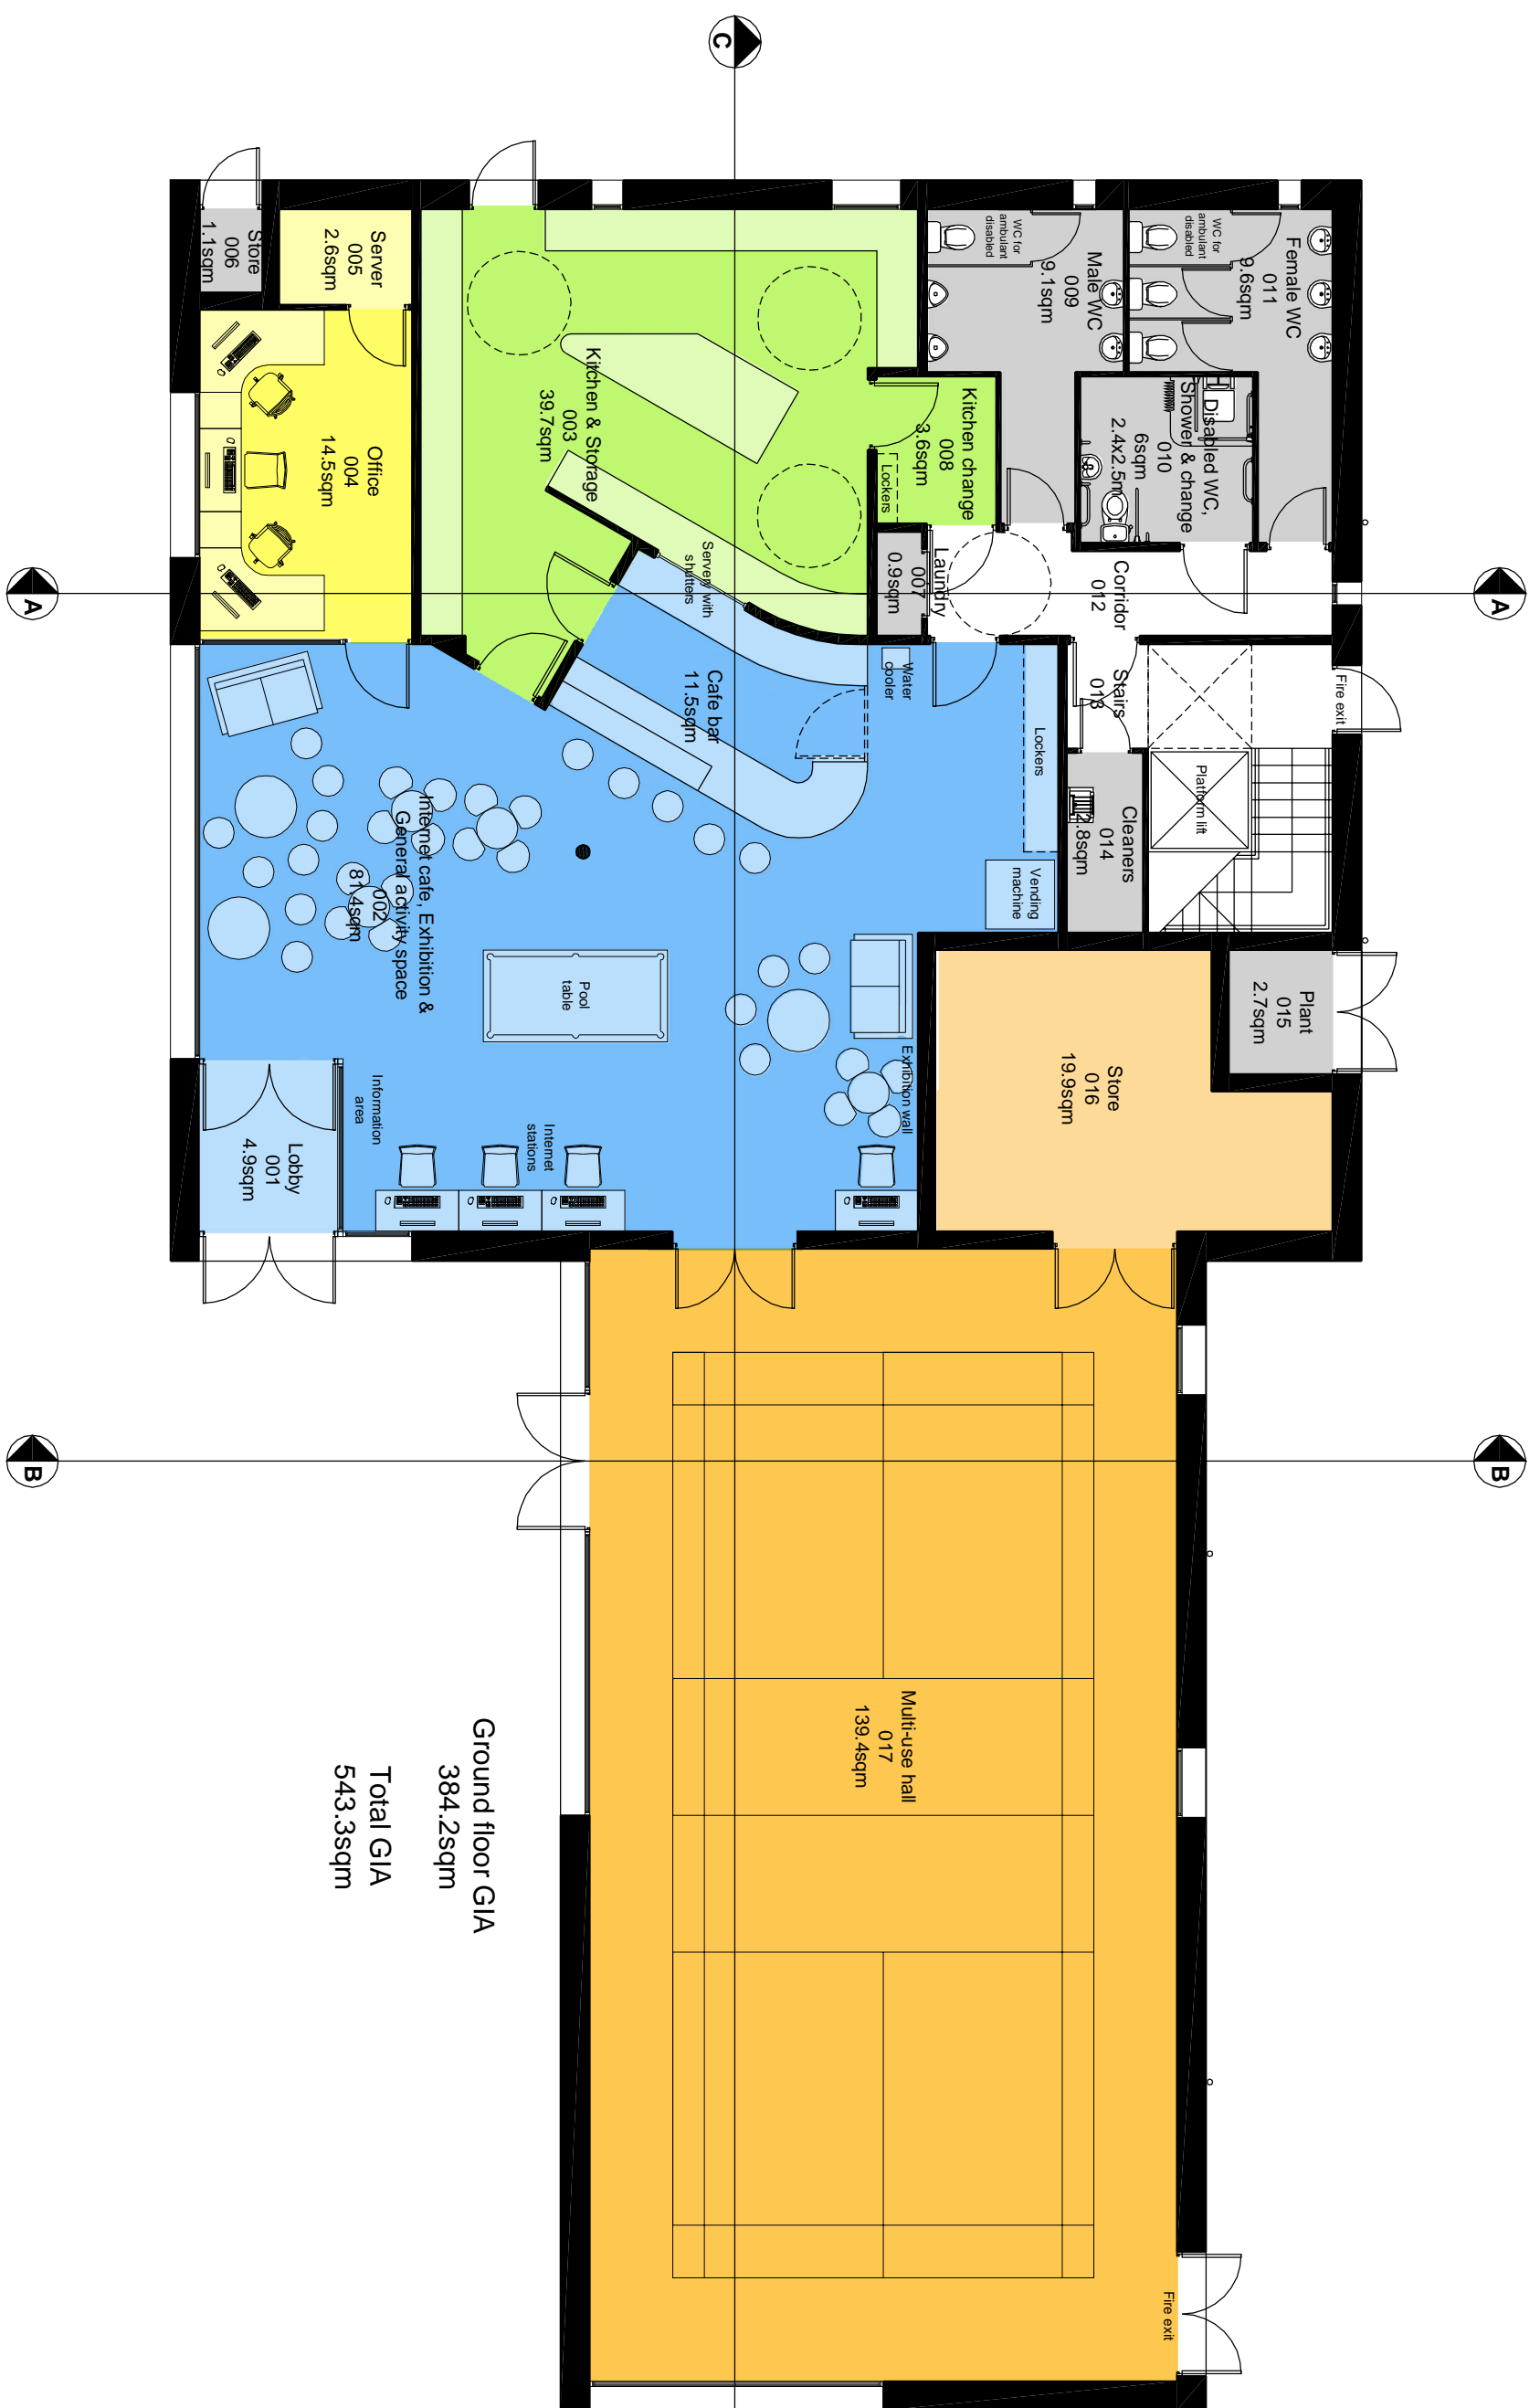 C
A
A
B
B
Store
006
1.1sqm
Server
005
2.6sqm
Office
004
14.5sqm
Kitchen & Storage
003
39.7sqm
Kitchen change
008
3.6sqm
Lockers
WC for
ambulant
disabled
Male WC
009
9.1sqm
WC for
ambulant
disabled
Female WC
011
9.6sqm
Disabled WC,
Shower & change
010
6sqm
2.4x2.5m
Laundry
007
0.9sqm
Corridor
012
Servery with
shutters
Cafe bar
11.5sqm
Water
cooler
Lockers
Vending
machine
Stairs
013
Fire exit
Platform lift
Cleaners
014
2.8sqm
Plant
015
2.7sqm
Store
016
19.9sqm
Internet cafe, Exhibition &
General activity space
002
81.4sqm
Pool
table
Exhibition wall
Information
area
Internet
stations
Lobby
001
4.9sqm
Multi-use hall
017
139.4sqm
Fire exit
Ground floor GIA
384.2sqm
Total GIA
543.3sqm